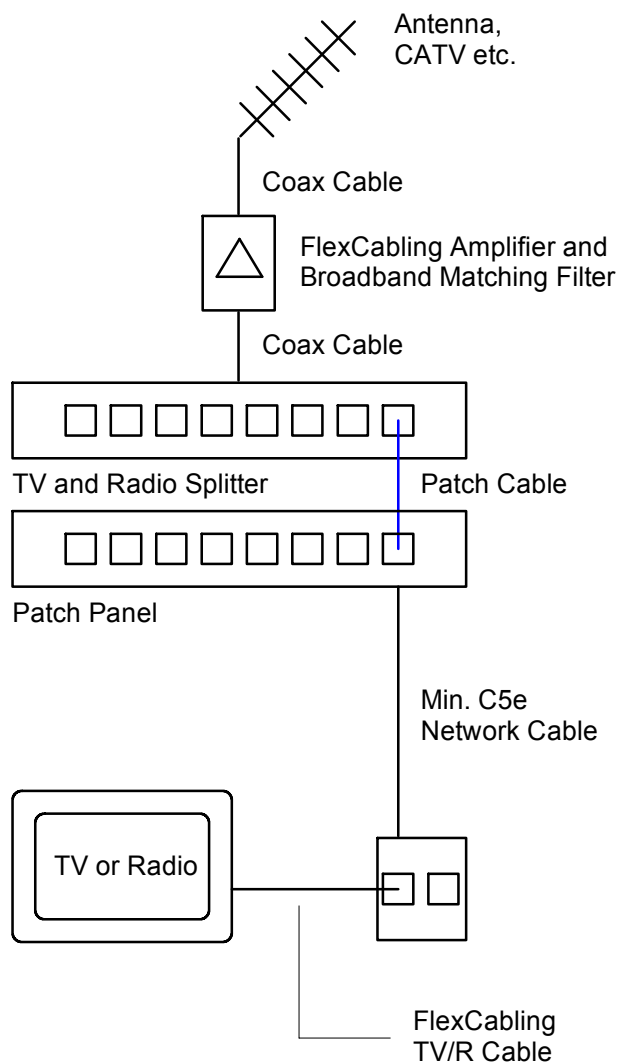 Antenna,
CATV etc.
Coax Cable
FlexCabling Amplifier and
Broadband Matching Filter
Coax Cable
TV and Radio Splitter
Patch Cable
Patch Panel
Min. C5e
Network Cable
TV or Radio
FlexCabling
TV/R Cable